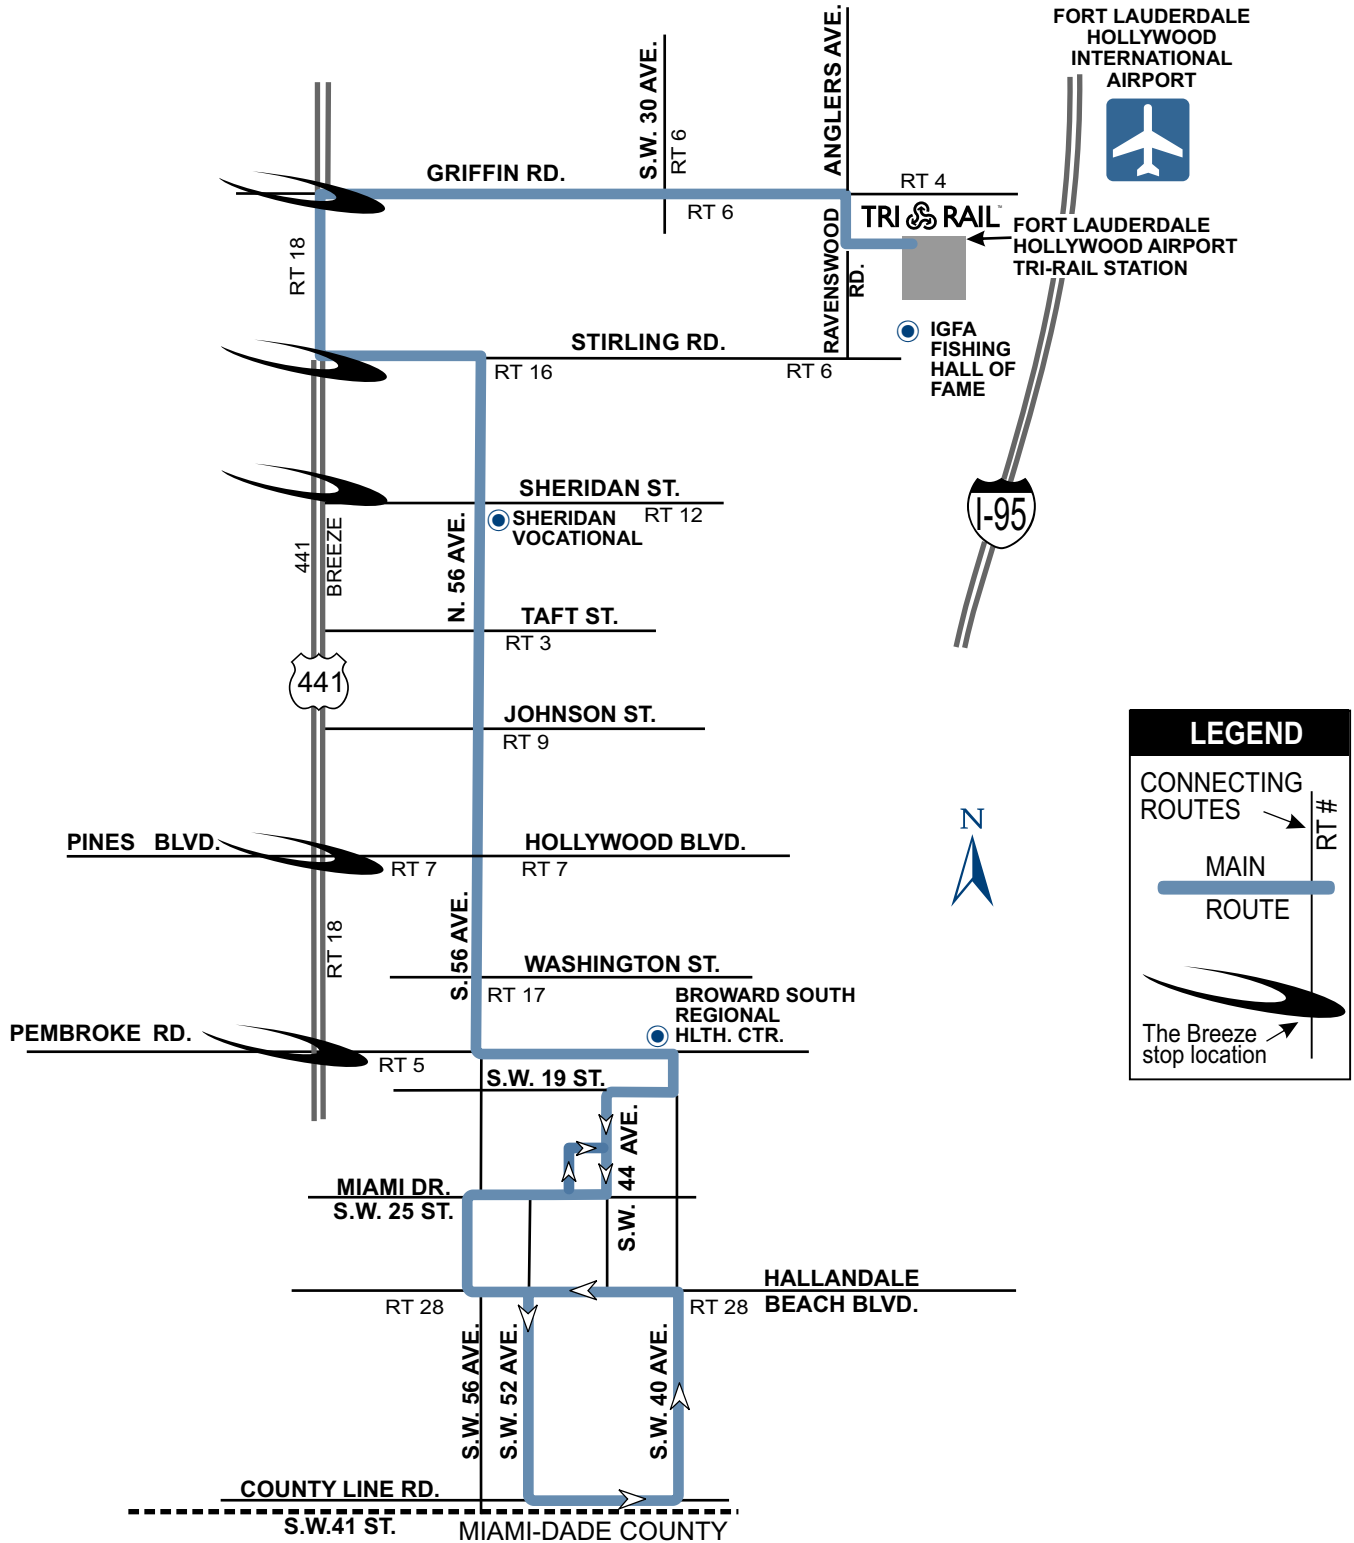 FORT LAUDERDALE
HOLLYWOOD
INTERNATIONAL
AIRPORT
S.W. 30 AVE.
RT 6
ANGLERS AVE.
GRIFFIN RD.
RT 4
RT 6
TRI RAIL™
FORT LAUDERDALE
HOLLYWOOD AIRPORT
TRI-RAIL STATION
RAVENSWOOD
RD.
RT 18
IGFA
FISHING
HALL OF
FAME
STIRLING RD.
RT 16
RT 6
SHERIDAN ST.
RT 12
SHERIDAN
VOCATIONAL
I-95
441
BREEZE
N. 56 AVE.
TAFT ST.
RT 3
441
JOHNSON ST.
RT 9
LEGEND
CONNECTING
ROUTES
RT #
MAIN
ROUTE
The Breeze
stop location
N
PINES BLVD.
HOLLYWOOD BLVD.
RT 7
RT 7
RT 18
S. 56 AVE.
WASHINGTON ST.
RT 17
BROWARD SOUTH
REGIONAL
HLTH. CTR.
PEMBROKE RD.
RT 5
S.W. 19 ST.
S.W. 44 AVE.
MIAMI DR.
S.W. 25 ST.
HALLANDALE
BEACH BLVD.
RT 28
RT 28
S.W. 56 AVE.
S.W. 52 AVE.
S.W. 40 AVE.
COUNTY LINE RD.
S.W.41 ST.
MIAMI-DADE COUNTY